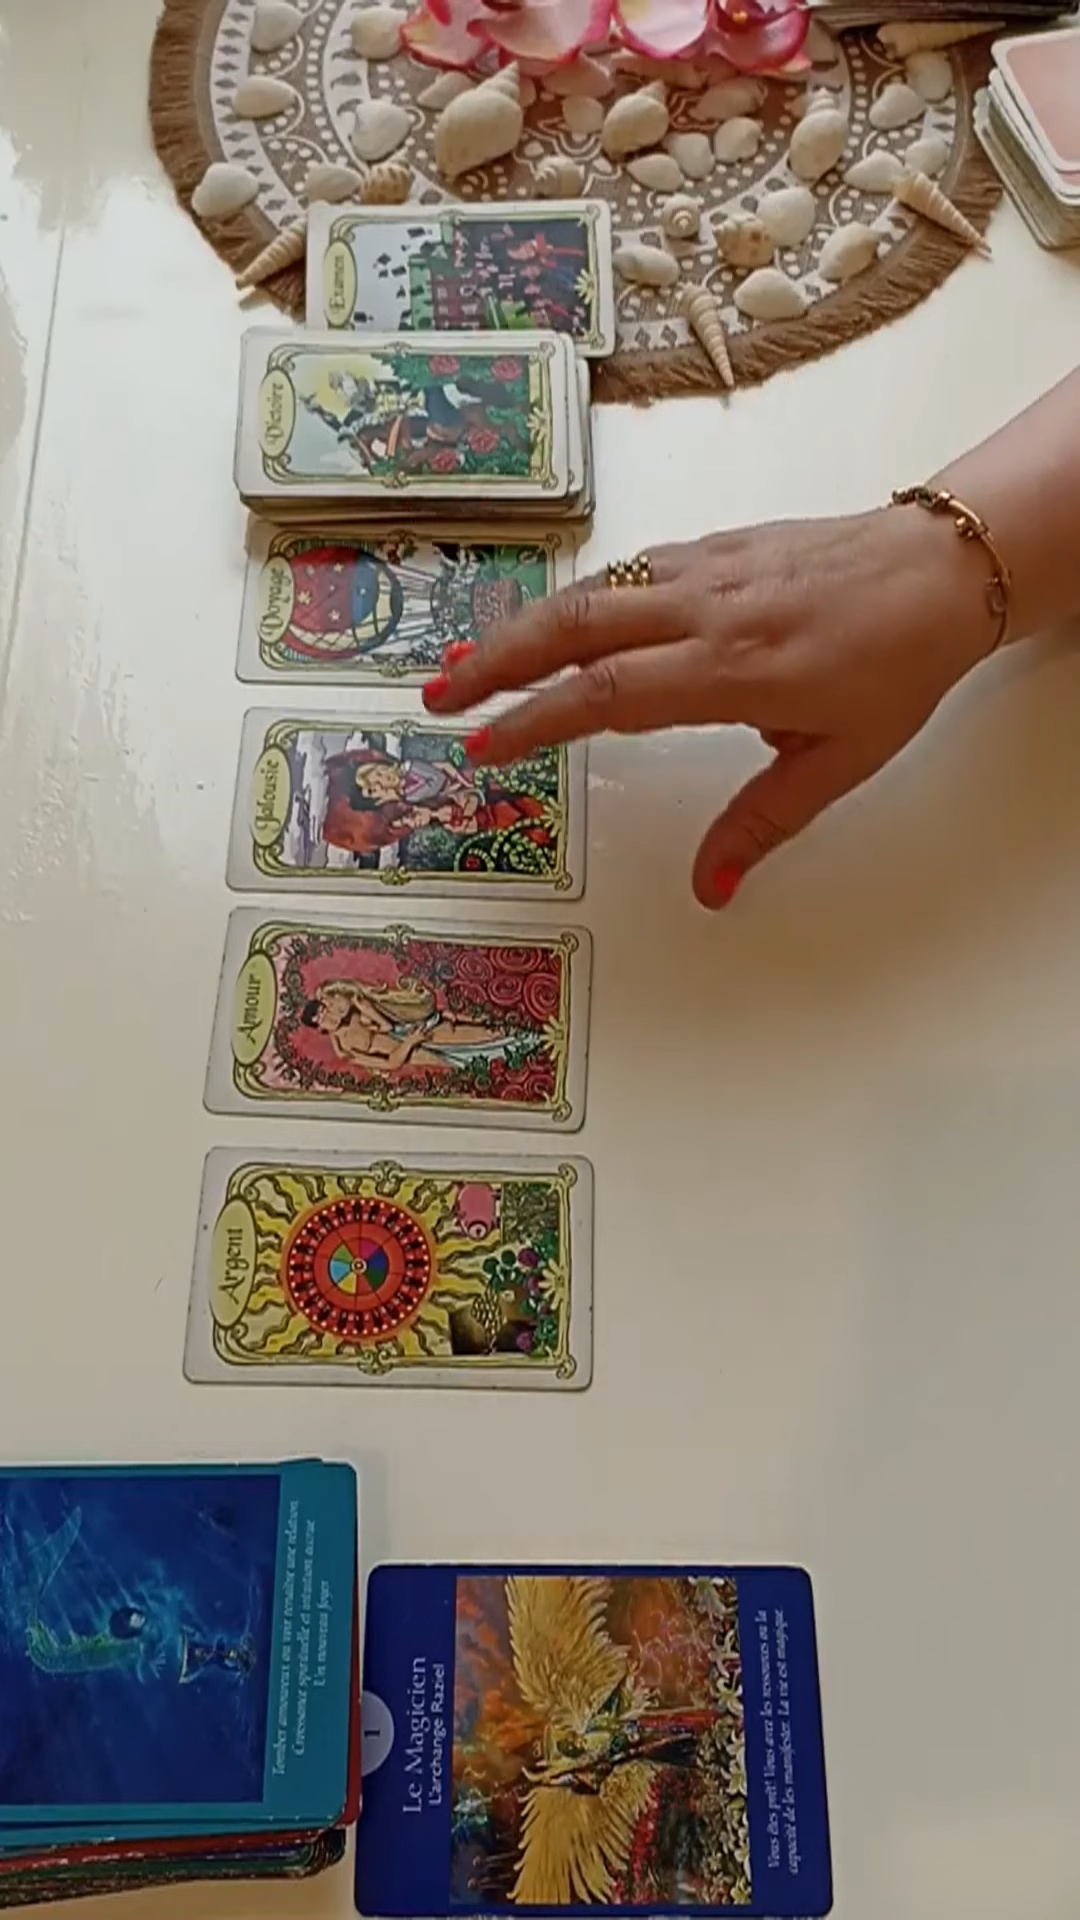 Examen
Victoire
Voyage
Jalousie
Amour
Argent
Tomber amoureux ou voir renaître une relation
Croissance spirituelle et intuition accrue
Un nouveau foyer
1
Le Magicien
L'archange Raziel
Vous êtes prêt! Vous avez les ressources ou la
capacité de les manifester. La vie est magique.